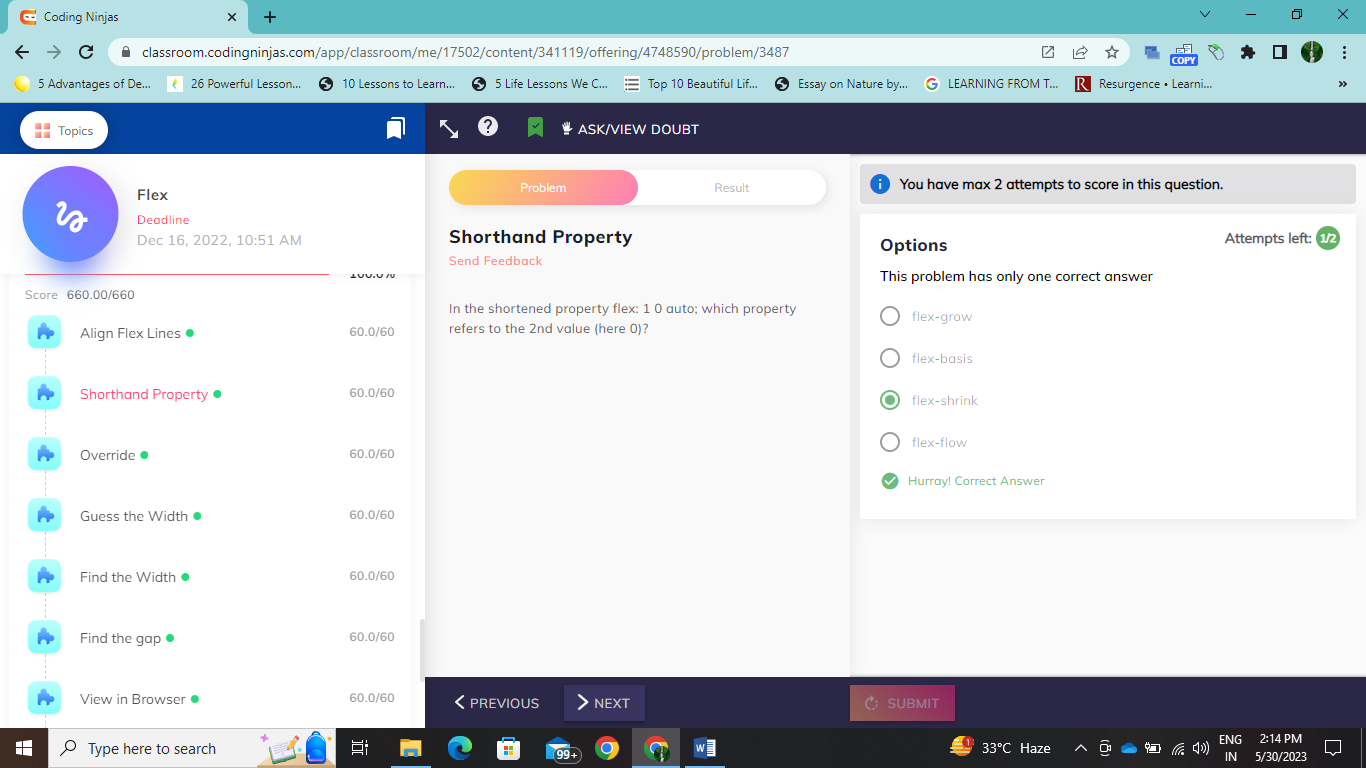 Coding Ninjas
classroom.codingninjas.com/app/classroom/me/17502/content/341119/offering/4748590/problem/3487
COPY
5 Advantages of De...
26 Powerful Lesson...
10 Lessons to Learn...
5 Life Lessons We C...
Top 10 Beautiful Lif...
Essay on Nature by...
LEARNING FROM T...
Resurgence • Learni...
»
Topics
ASK/VIEW DOUBT
Flex
Deadline
Dec 16, 2022, 10:51 AM
100.0%
Score 660.00/660
Align Flex Lines 60.0/60
Shorthand Property 60.0/60
Override 60.0/60
Guess the Width 60.0/60
Find the Width 60.0/60
Find the gap 60.0/60
View in Browser 60.0/60
Problem
Result
Shorthand Property
Send Feedback
In the shortened property flex: 1 0 auto; which property
refers to the 2nd value (here 0)?
You have max 2 attempts to score in this question.
Options
Attempts left: 1/2
This problem has only one correct answer
flex-grow
flex-basis
flex-shrink
flex-flow
Hurray! Correct Answer
PREVIOUS
NEXT
SUBMIT
Type here to search
99+
1
33°C Haze
ENG
IN
2:14 PM
5/30/2023